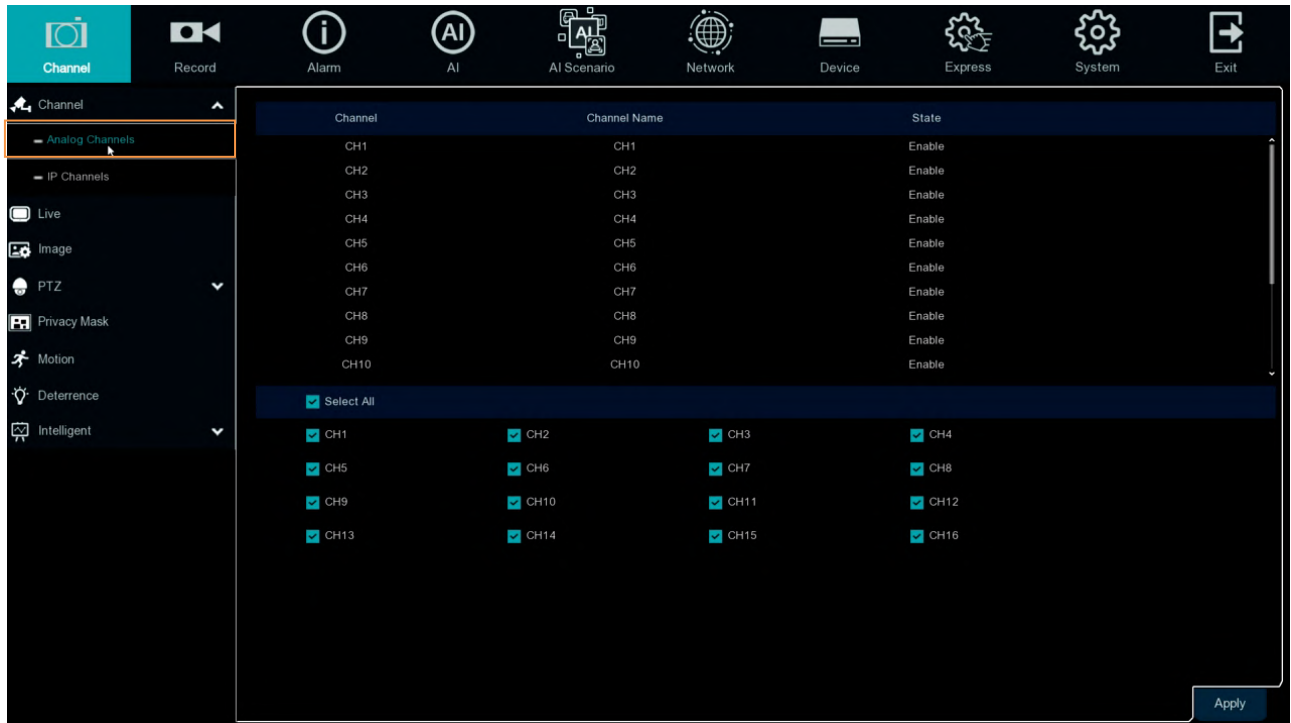 Channel Record Alarm AI AI Scenario Network Device Express System Exit
Channel
Analog Channels
IP Channels
Live
Image
PTZ
Privacy Mask
Motion
Deterrence
Intelligent
Channel Channel Name State
CH1 CH1 Enable
CH2 CH2 Enable
CH3 CH3 Enable
CH4 CH4 Enable
CH5 CH5 Enable
CH6 CH6 Enable
CH7 CH7 Enable
CH8 CH8 Enable
CH9 CH9 Enable
CH10 CH10 Enable
Select All
CH1 CH2 CH3 CH4
CH5 CH6 CH7 CH8
CH9 CH10 CH11 CH12
CH13 CH14 CH15 CH16
Apply